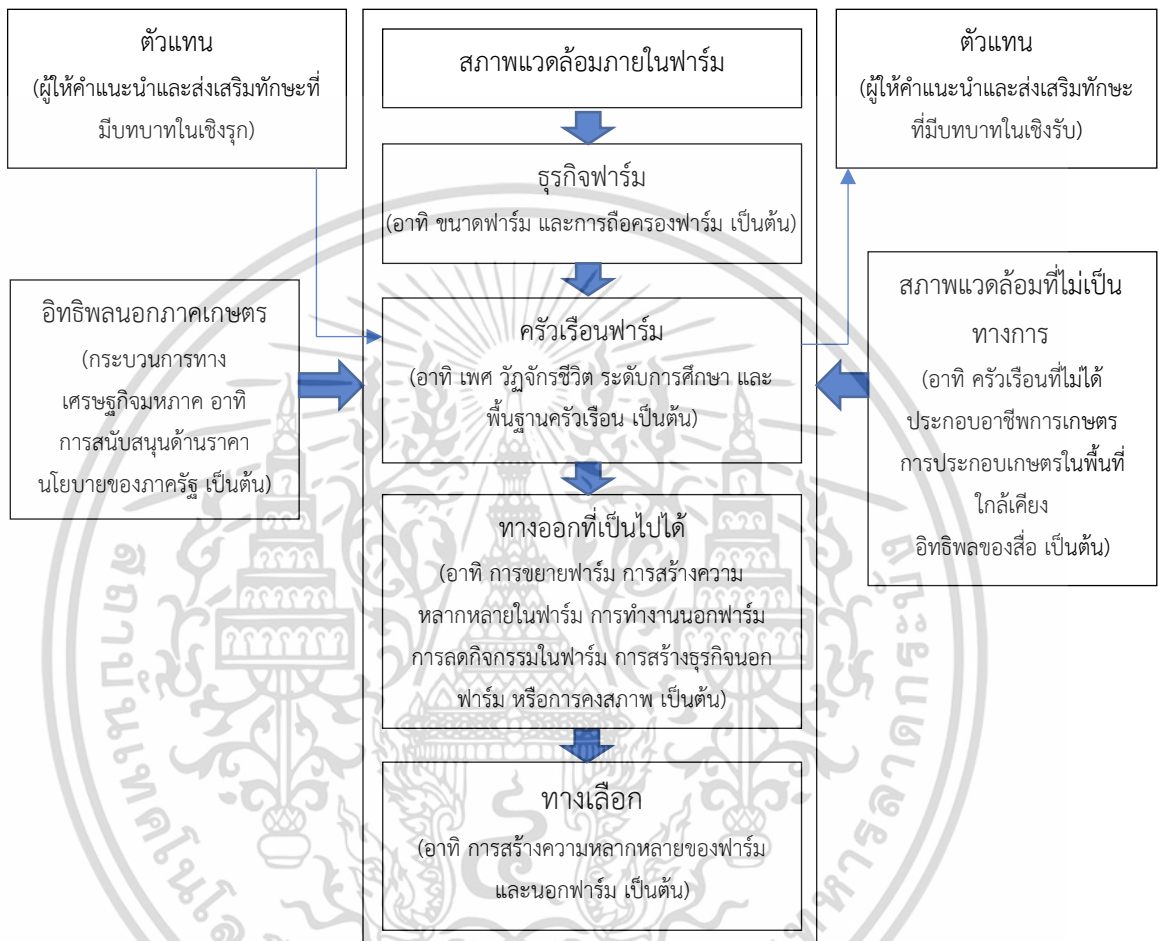 ตัวแทน
(ผู้ให้คำแนะนำและส่งเสริมทักษะที่
มีบทบาทในเชิงรุก)
สภาพแวดล้อมภายในฟาร์ม
ตัวแทน
(ผู้ให้คำแนะนำและส่งเสริมทักษะ
ที่มีบทบาทในเชิงรับ)
ธุรกิจฟาร์ม
(อาทิ ขนาดฟาร์ม และการถือครองฟาร์ม เป็นต้น)
อิทธิพลนอกภาคเกษตร
(กระบวนการทาง
เศรษฐกิจมหภาค อาทิ
การสนับสนุนด้านราคา
นโยบายของภาครัฐ เป็นต้น)
ครัวเรือนฟาร์ม
(อาทิ เพศ วัฏจักรชีวิต ระดับการศึกษา และ
พื้นฐานครัวเรือน เป็นต้น)
สภาพแวดล้อมที่ไม่เป็น
ทางการ
(อาทิ ครัวเรือนที่ไม่ได้
ประกอบอาชีพการเกษตร
การประกอบเกษตรในพื้นที่
ใกล้เคียง
อิทธิพลของสื่อ เป็นต้น)
ทางออกที่เป็นไปได้
(อาทิ การขยายฟาร์ม การสร้างความ
หลากหลายในฟาร์ม การทำงานนอกฟาร์ม
การลดกิจกรรมในฟาร์ม การสร้างธุรกิจนอก
ฟาร์ม หรือการคงสภาพ เป็นต้น)
ทางเลือก
(อาทิ การสร้างความหลากหลายของฟาร์ม
และนอกฟาร์ม เป็นต้น)